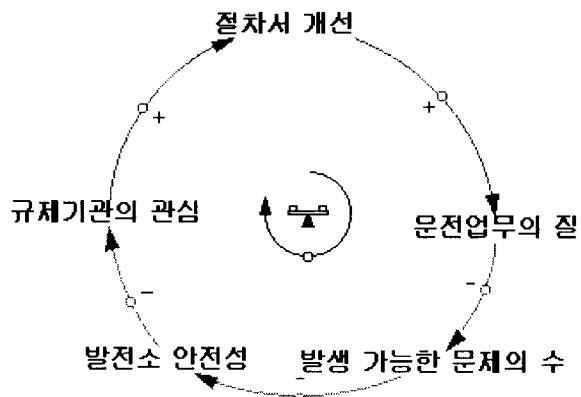 절차서 개선
+
+
규제기관의 관심
운전업무의 질
-
-
발전소 안전성
발생 가능한 문제의 수
-